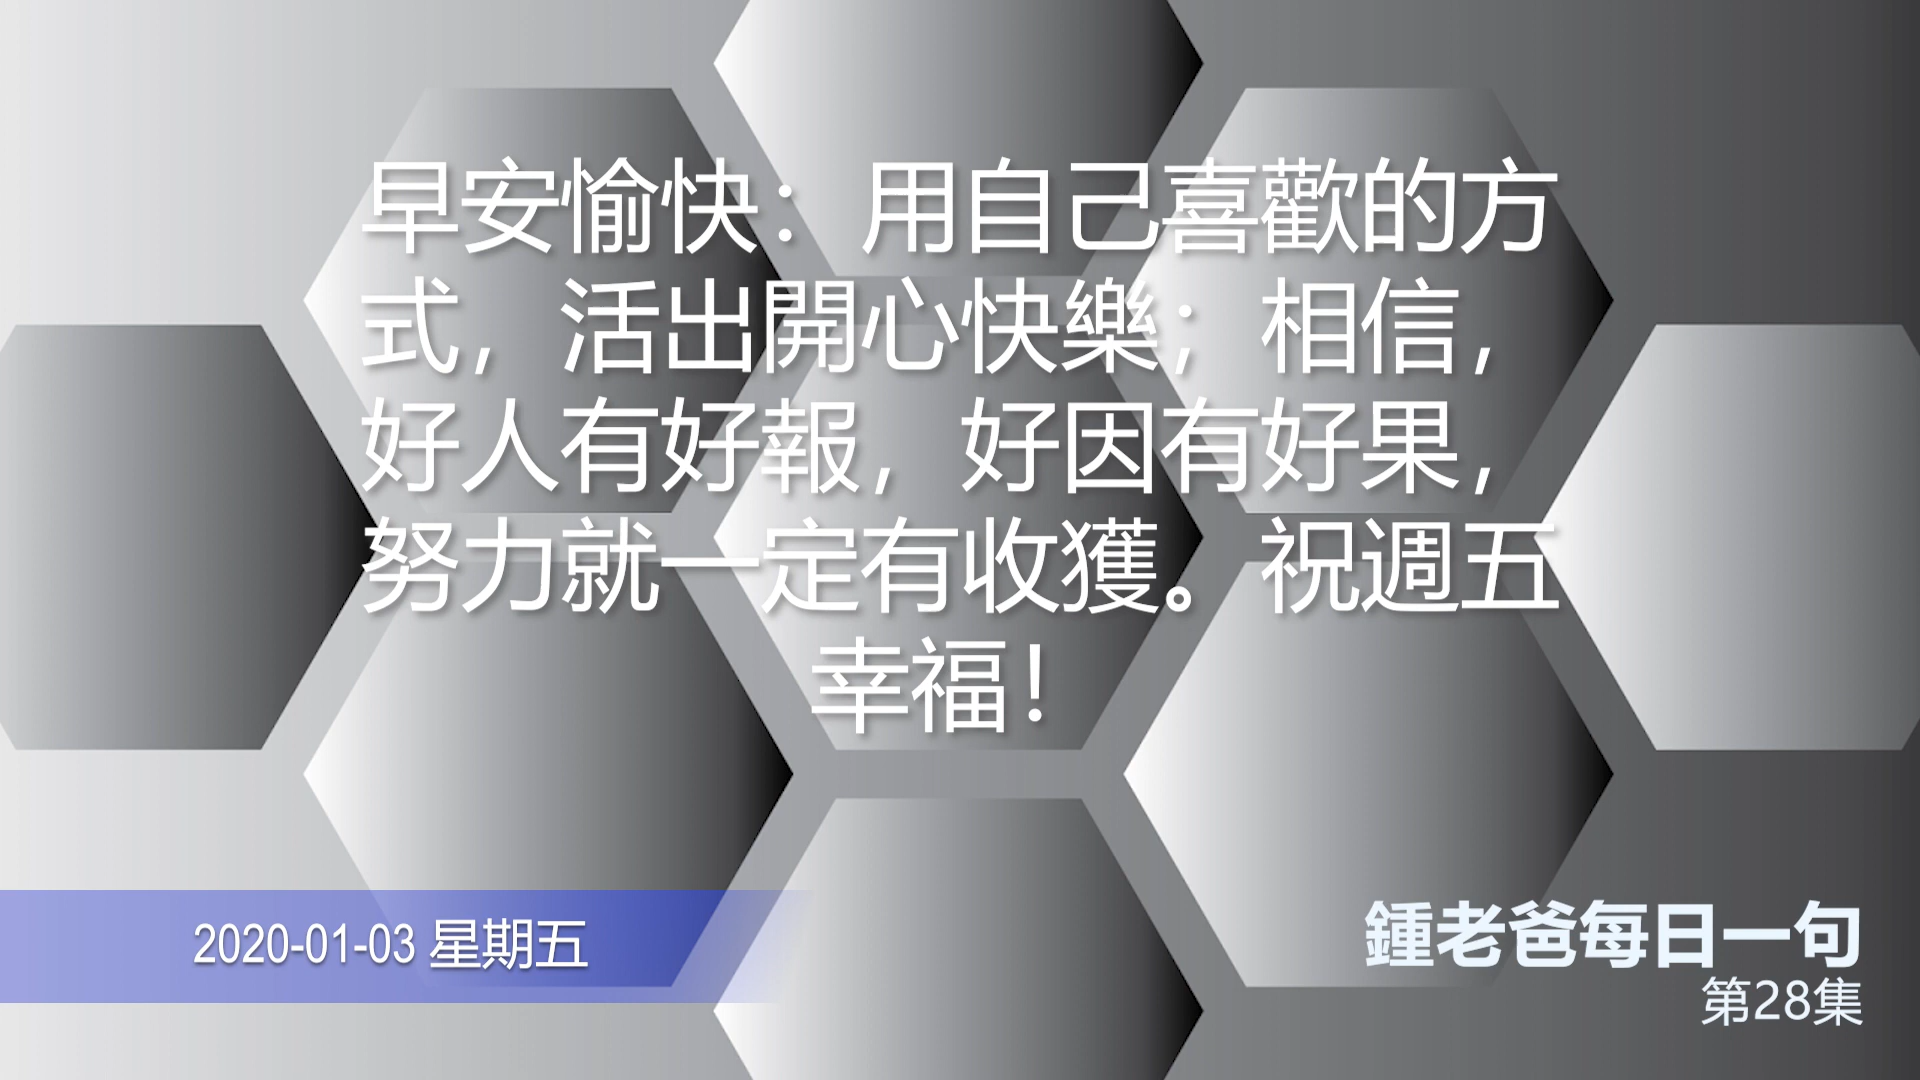 早安愉快：用自己喜歡的方
式，活出開心快樂；相信，
好人有好報，好因有好果，
努力就一定有收獲。祝週五
幸福！
2020-01-03 星期五
鍾老爸每日一句
第28集